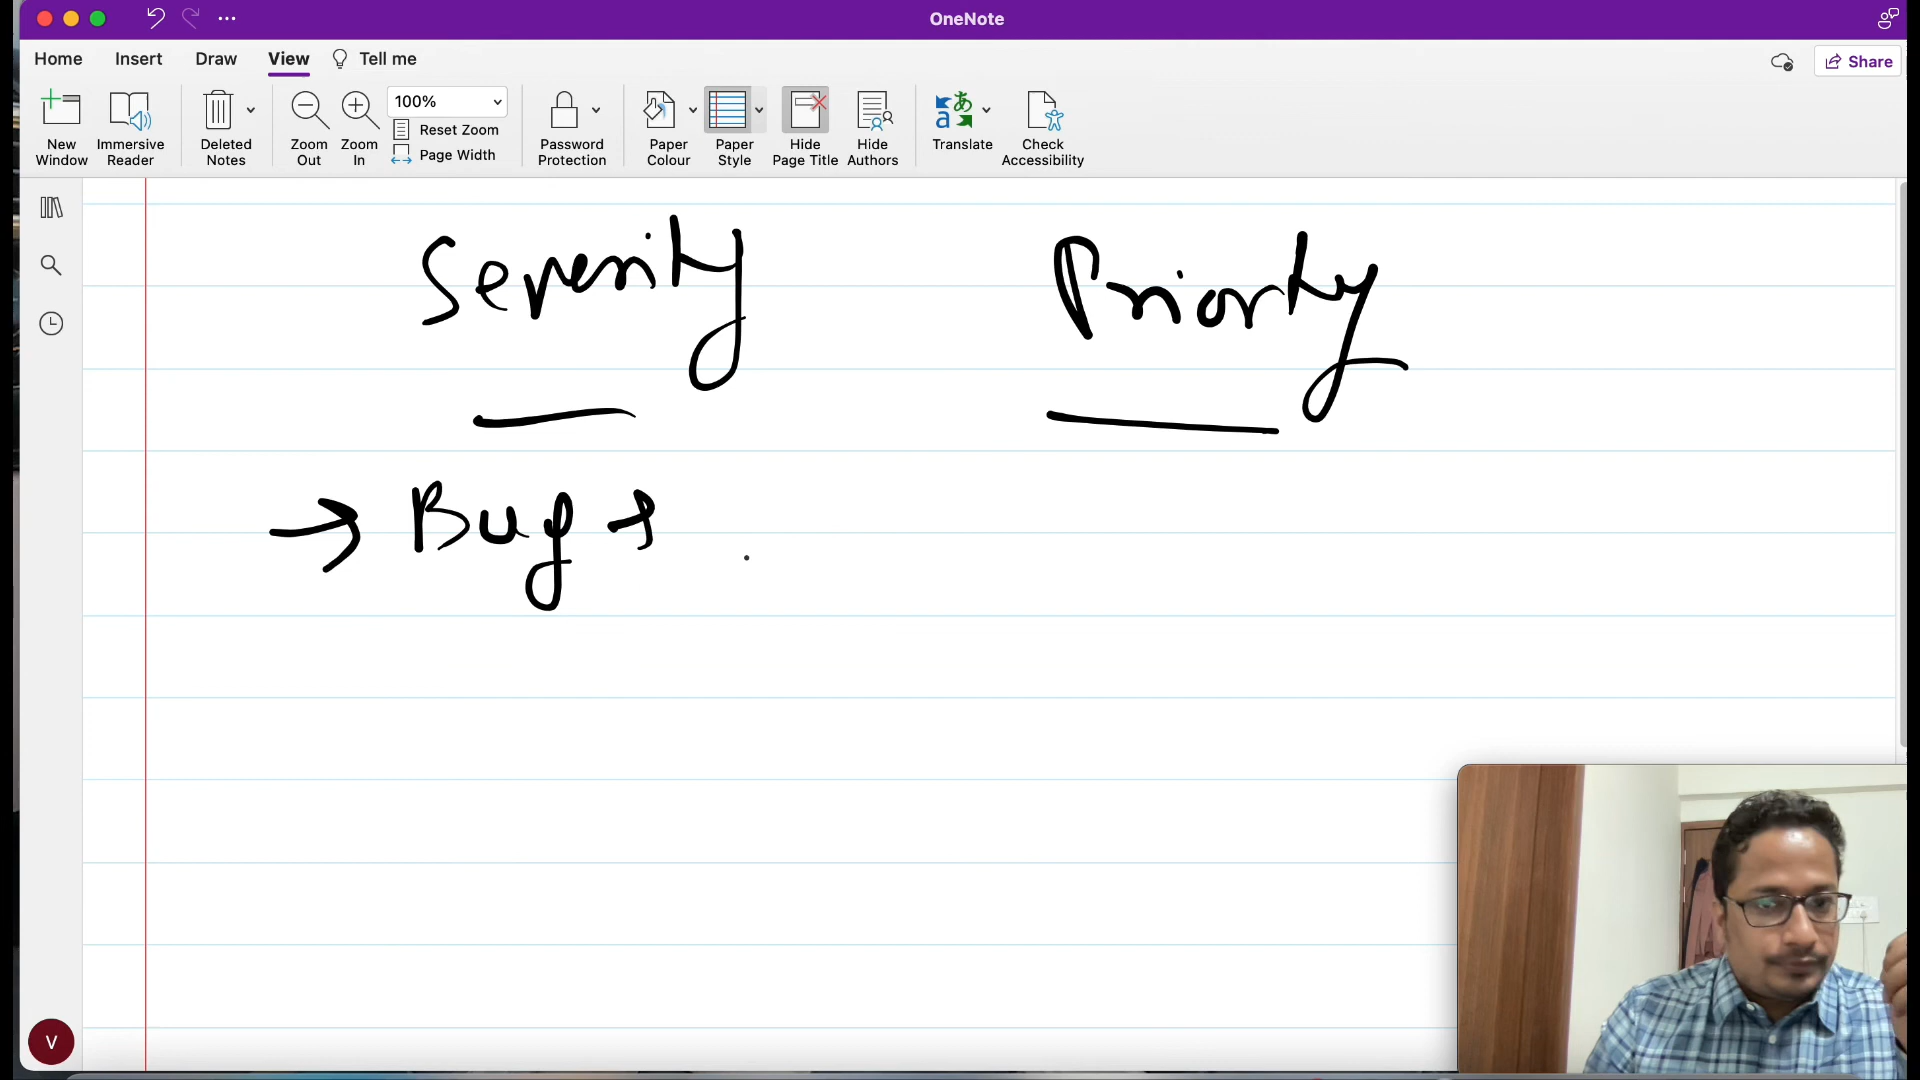 OneNote
Home Insert Draw View Tell me
Share
New Window
Immersive Reader
Deleted Notes
Zoom Out
Zoom In
100%
Reset Zoom
Page Width
Password Protection
Paper Colour
Paper Style
Hide Page Title
Hide Authors
Translate
Check Accessibility
Severity Priority
→ Bug →
V